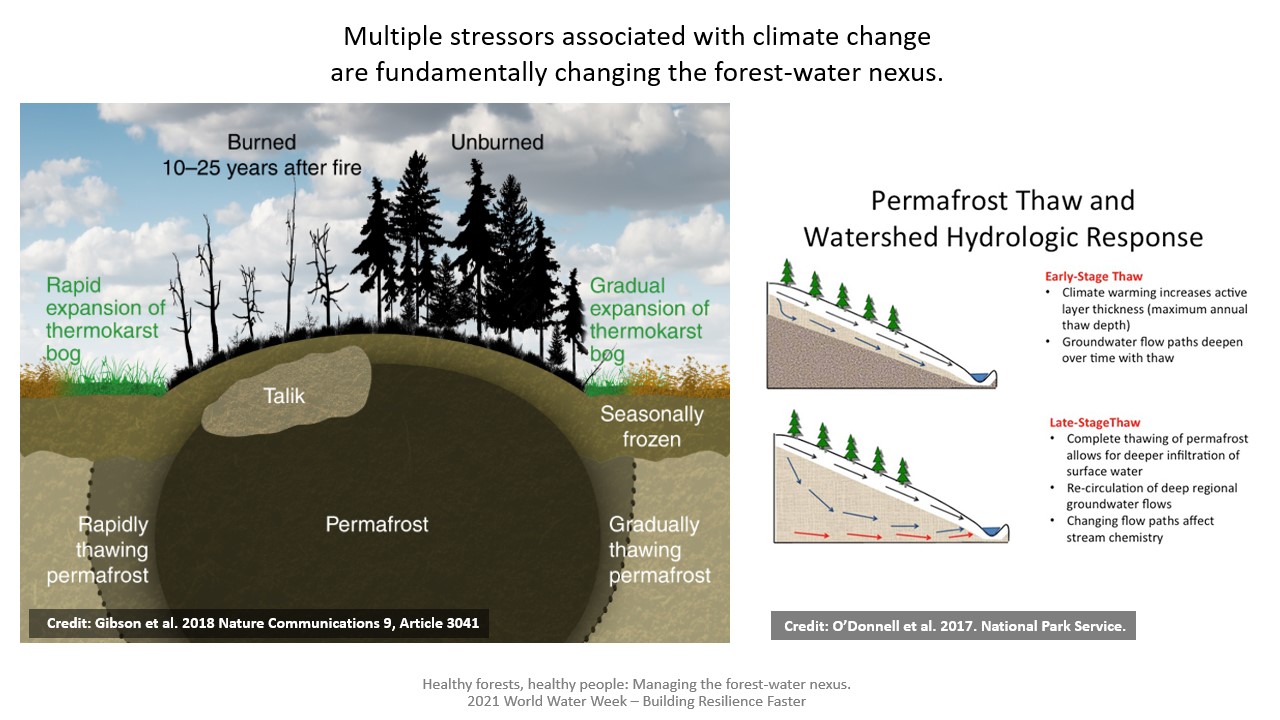 Multiple stressors associated with climate change
are fundamentally changing the forest-water nexus.
Burned
10–25 years after fire
Unburned
Rapid
expansion of
thermokarst
bog
Gradual
expansion of
thermokarst
bog
Talik
Seasonally
frozen
Rapidly
thawing
permafrost
Permafrost
Gradually
thawing
permafrost
Credit: Gibson et al. 2018 Nature Communications 9, Article 3041
Permafrost Thaw and
Watershed Hydrologic Response
Early-Stage Thaw
• Climate warming increases active
layer thickness (maximum annual
thaw depth)
• Groundwater flow paths deepen
over time with thaw
Late-StageThaw
• Complete thawing of permafrost
allows for deeper infiltration of
surface water
• Re-circulation of deep regional
groundwater flows
• Changing flow paths affect
stream chemistry
Credit: O’Donnell et al. 2017. National Park Service.
Healthy forests, healthy people: Managing the forest-water nexus.
2021 World Water Week – Building Resilience Faster